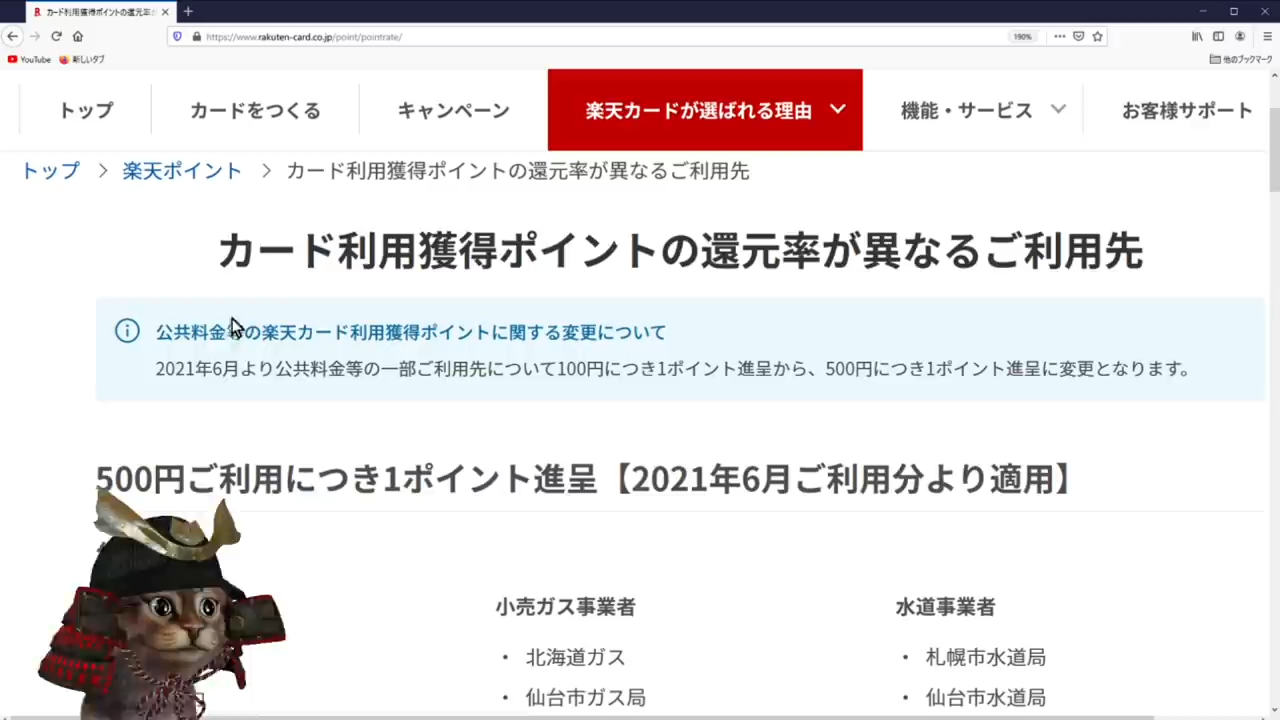 カード利用獲得ポイントの還元率が
YouTube
新しいタブ
https://www.rakuten-card.co.jp/point/pointrate/
190%
他のブックマーク
トップ
カードをつくる
キャンペーン
楽天カードが選ばれる理由
機能・サービス
お客様サポート
トップ > 楽天ポイント > カード利用獲得ポイントの還元率が異なるご利用先
カード利用獲得ポイントの還元率が異なるご利用先
公共料金等の楽天カード利用獲得ポイントに関する変更について
2021年6月より公共料金等の一部ご利用先について100円につき1ポイント進呈から、500円につき1ポイント進呈に変更となります。
500円ご利用につき1ポイント進呈【2021年6月ご利用分より適用】
小売ガス事業者
・ 北海道ガス
・ 仙台市ガス局
水道事業者
・ 札幌市水道局
・ 仙台市水道局